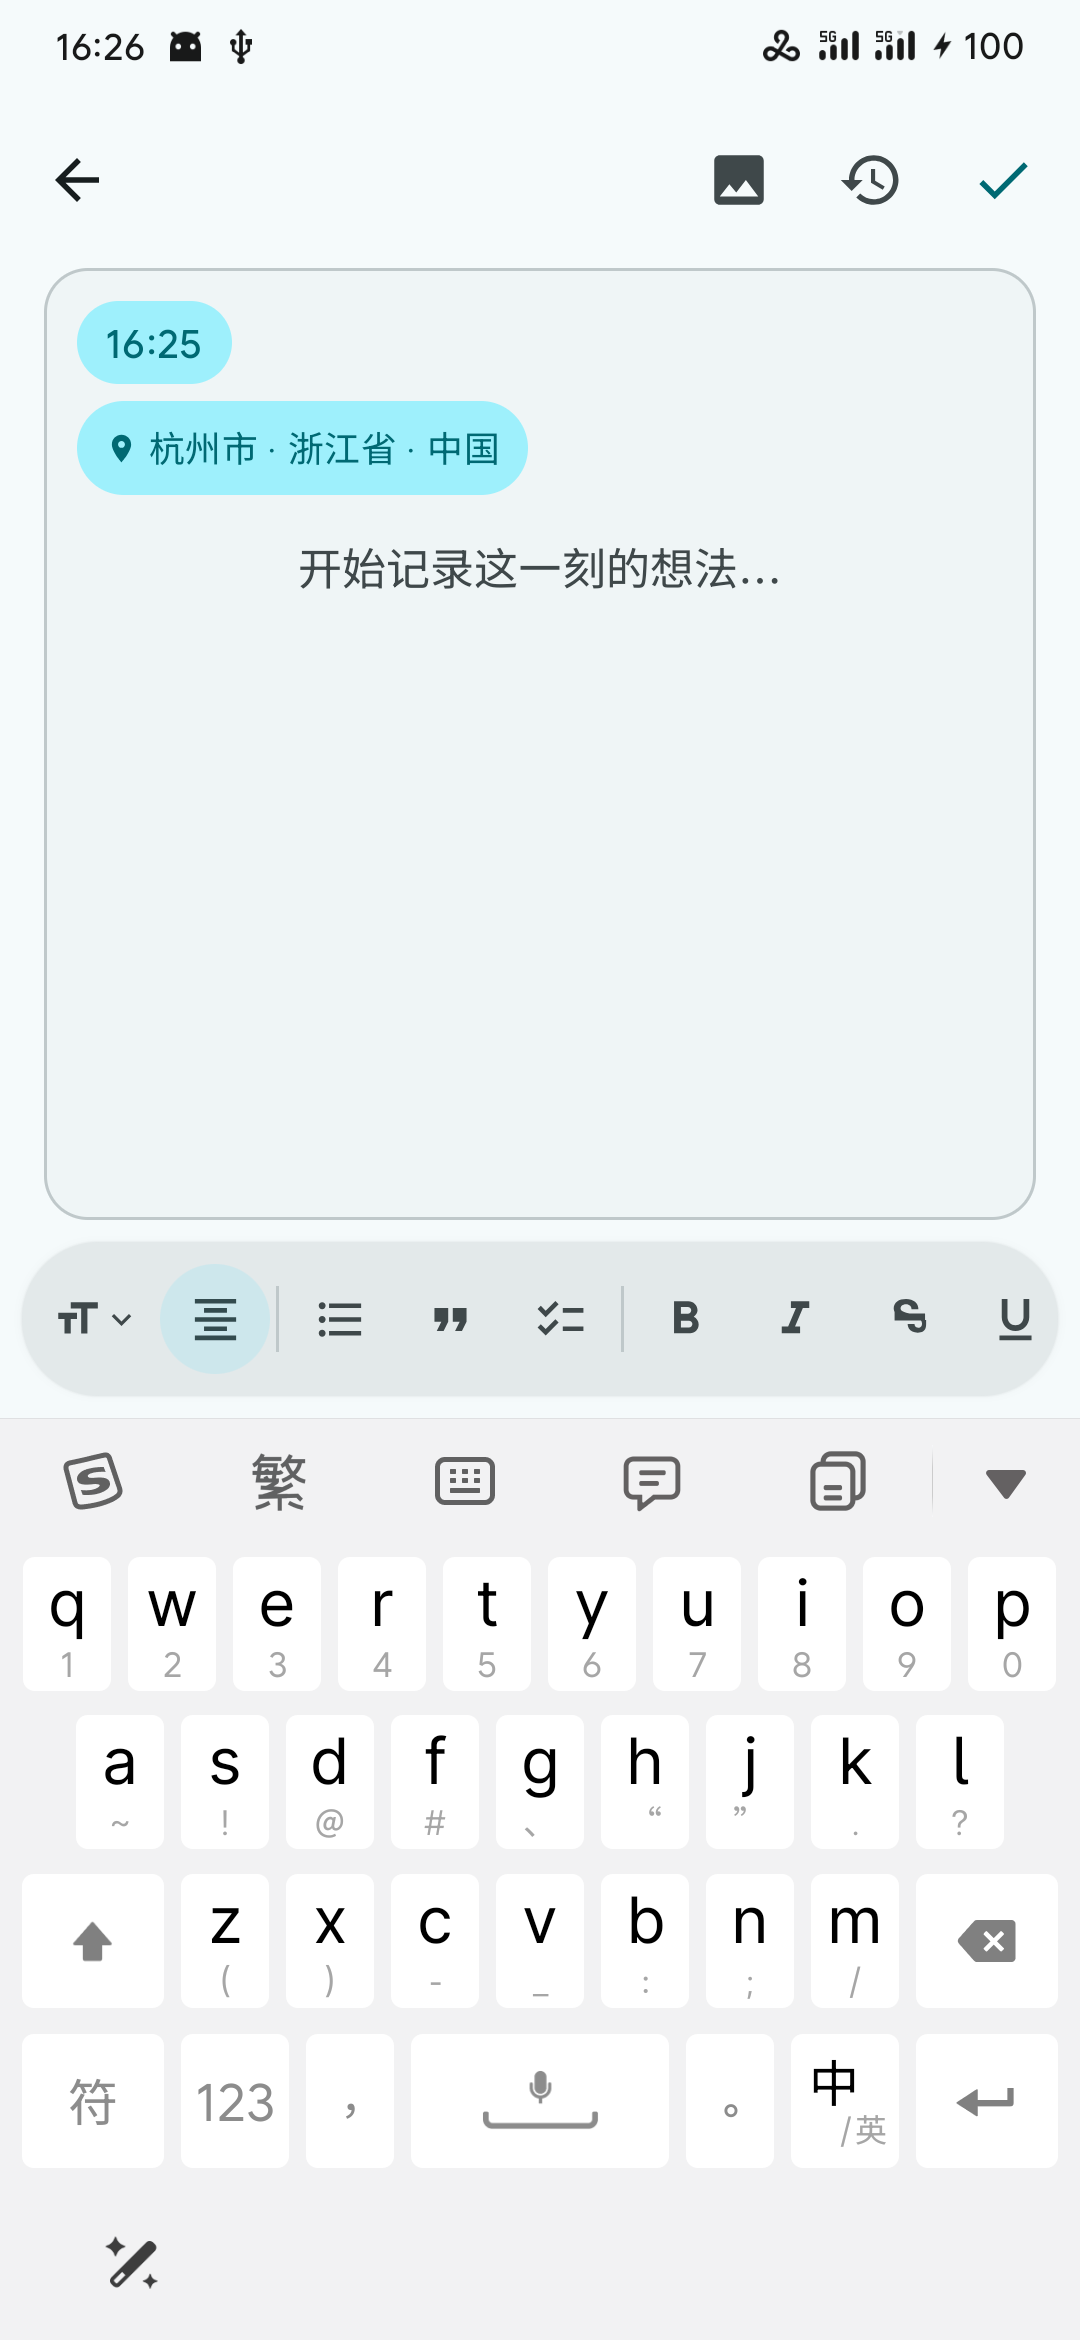 16:26
5G 5G 100
16:25
杭州市 · 浙江省 · 中国
开始记录这一刻的想法...
B I S U
繁
q w e r t y u i o p
1 2 3 4 5 6 7 8 9 0
a s d f g h j k l
~ ! @ # 、 “ ” . ?
z x c v b n m
( ) - _ : ; /
符 123 ， 。 中/英